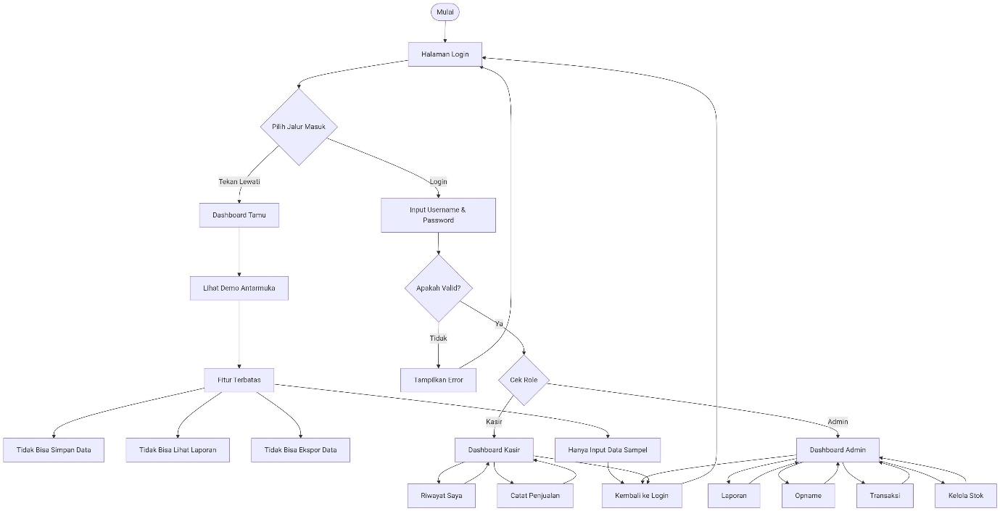 Mulai
Halaman Login
Pilih Jalur Masuk
Tekan Lewati
Login
Dashboard Tamu
Input Username &
Password
Lihat Demo Antarmuka
Apakah Valid?
Ya
Tidak
Fitur Terbatas
Tampilkan Error
Cek Role
Kasir
Admin
Tidak Bisa Simpan Data
Tidak Bisa Lihat Laporan
Tidak Bisa Ekspor Data
Dashboard Kasir
Hanya Input Data Sampel
Dashboard Admin
Riwayat Saya
Catat Penjualan
Kembali ke Login
Laporan
Opname
Transaksi
Kelola Stok